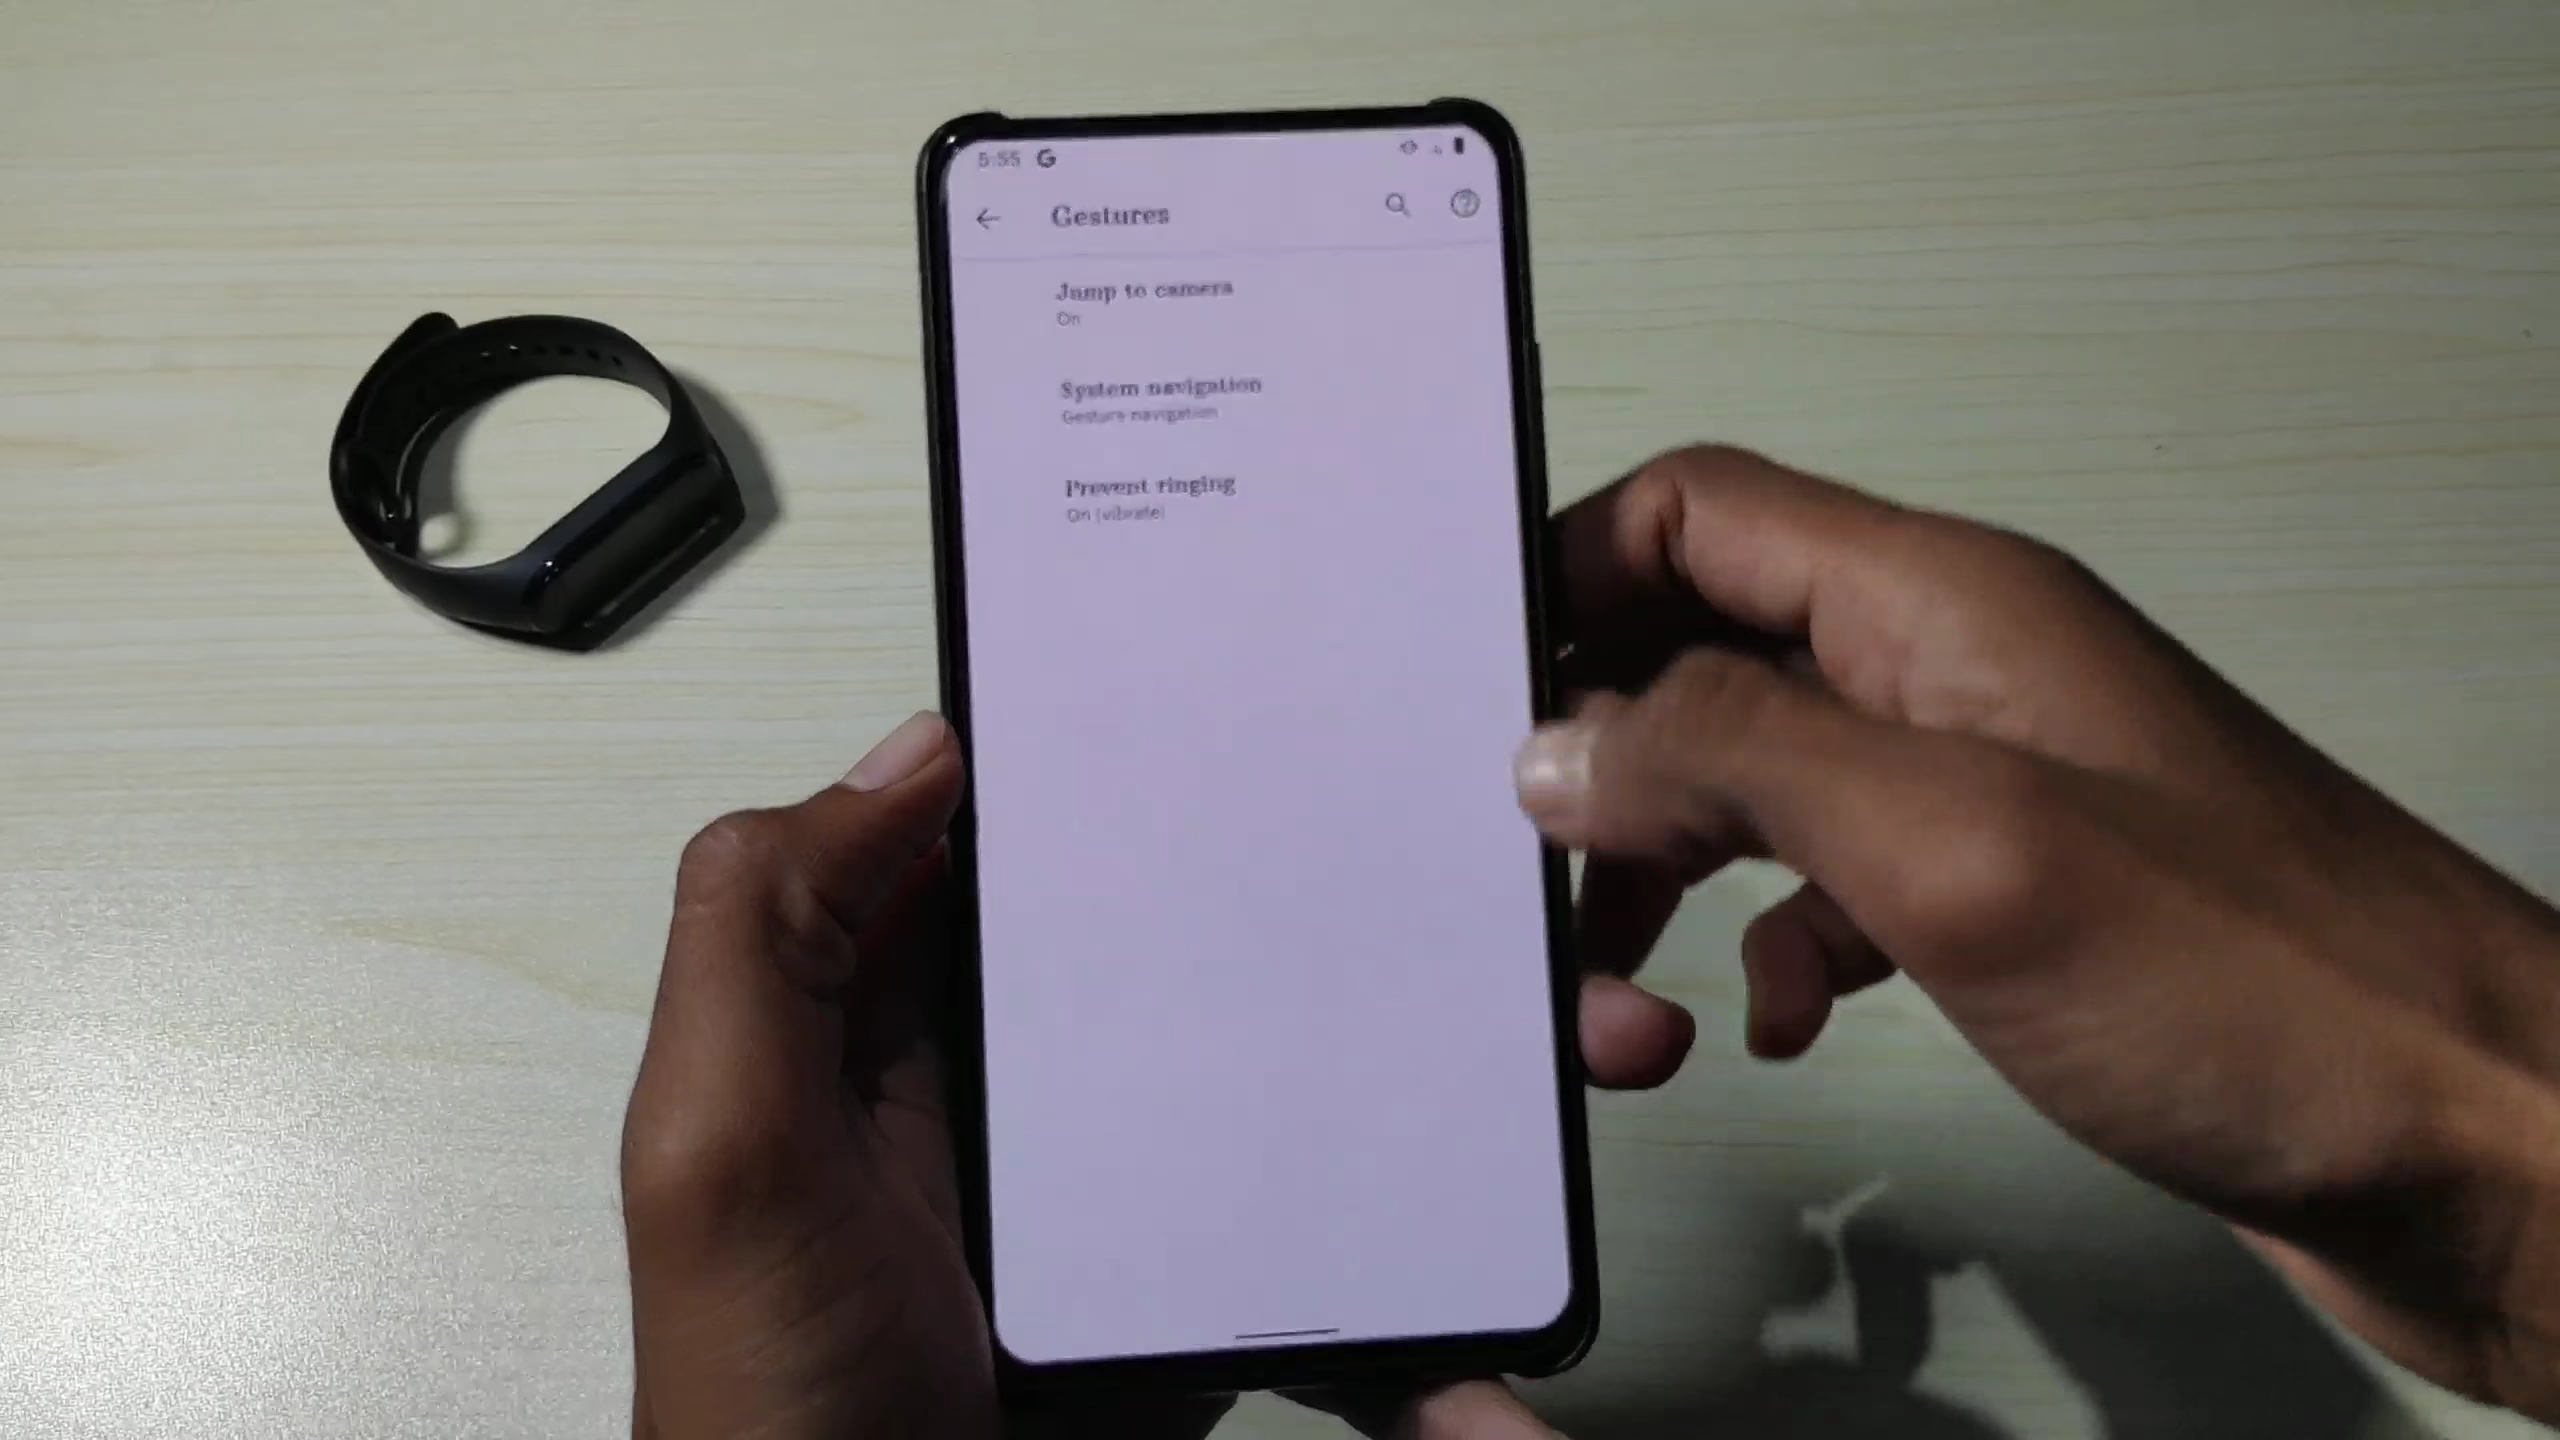 5:55 G
Gestures
Jump to camera
On
System navigation
Gesture navigation
Prevent ringing
On (vibrate)